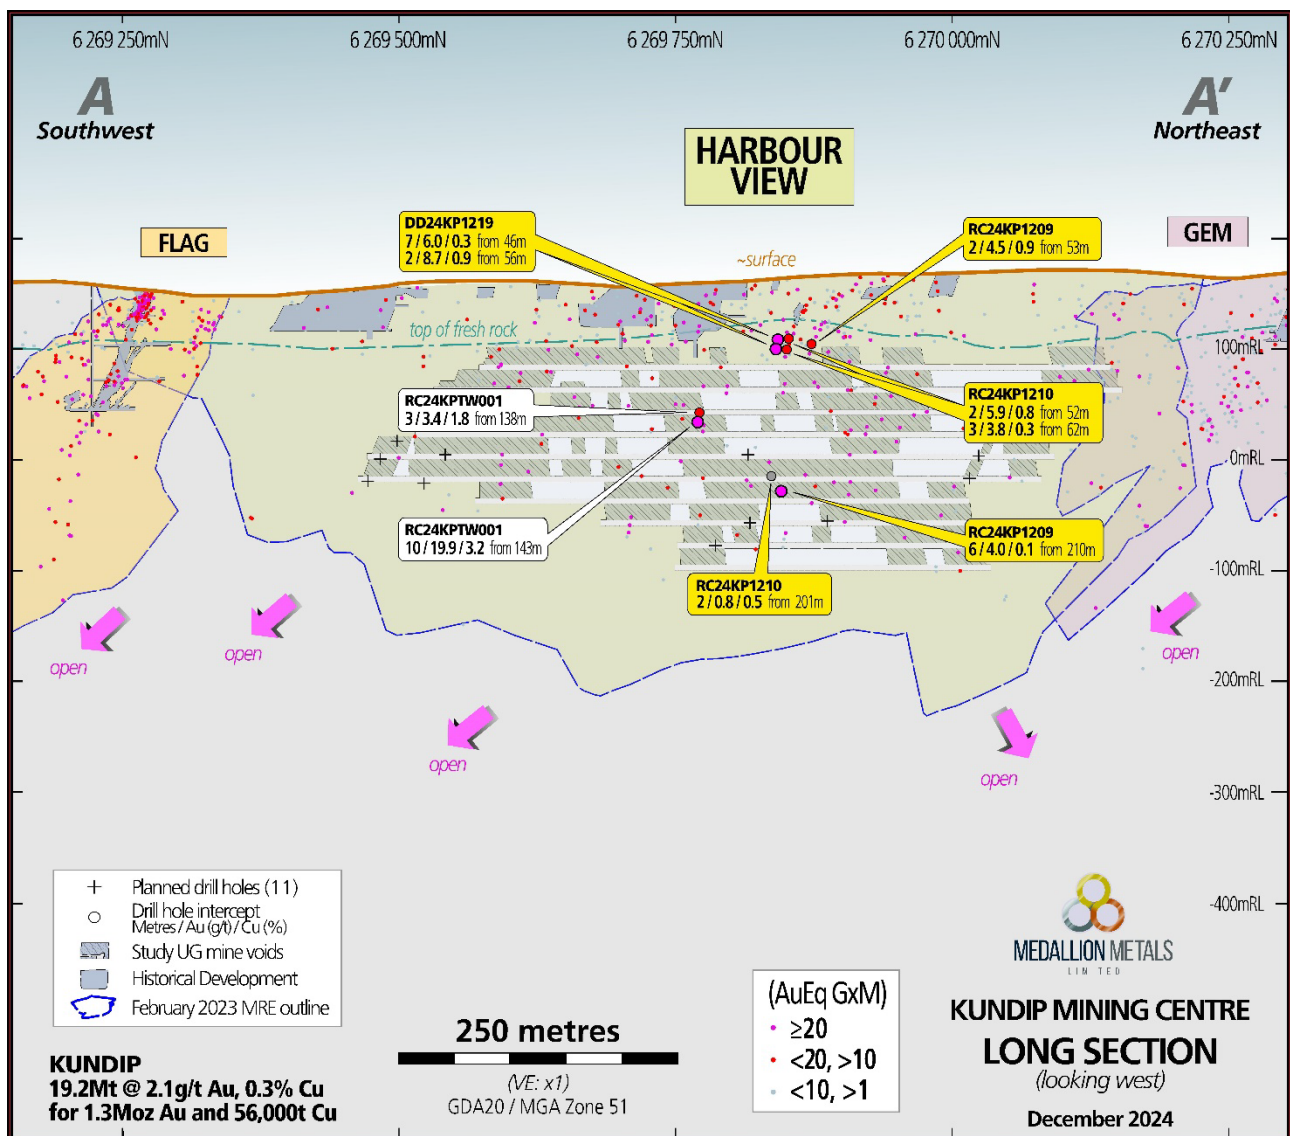 6 269 250mN
6 269 500mN
6 269 750mN
6 270 000mN
6 270 250mN
A
Southwest
A'
Northeast
HARBOUR
VIEW
FLAG
GEM
DD24KP1219
7 / 6.0 / 0.3 from 46m
2 / 8.7 / 0.9 from 56m
RC24KP1209
2 / 4.5 / 0.9 from 53m
~surface
top of fresh rock
100mRL
RC24KPTW001
3 / 3.4 / 1.8 from 138m
RC24KP1210
2 / 5.9 / 0.8 from 52m
3 / 3.8 / 0.3 from 62m
0mRL
RC24KPTW001
10 / 19.9 / 3.2 from 143m
RC24KP1209
6 / 4.0 / 0.1 from 210m
-100mRL
RC24KP1210
2 / 0.8 / 0.5 from 201m
open
open
open
-200mRL
open
open
-300mRL
-400mRL
Planned drill holes (11)
Drill hole intercept
Metres / Au (g/t) / Cu (%)
Study UG mine voids
Historical Development
February 2023 MRE outline
KUNDIP
19.2Mt @ 2.1g/t Au, 0.3% Cu
for 1.3Moz Au and 56,000t Cu
250 metres
(VE: x1)
GDA20 / MGA Zone 51
(AuEq GxM)
≥20
<20, >10
<10, >1
MEDALLION METALS
LIMITED
KUNDIP MINING CENTRE
LONG SECTION
(looking west)
December 2024